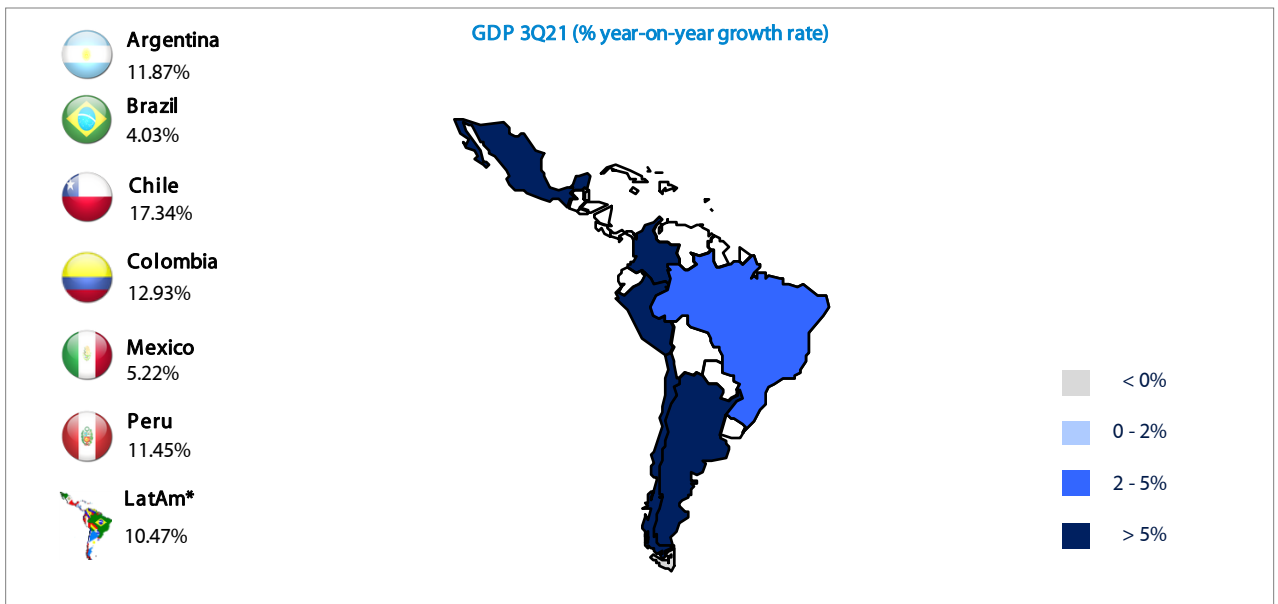 GDP 3Q21 (% year-on-year growth rate)
Argentina
11.87%
Brazil
4.03%
Chile
17.34%
Colombia
12.93%
Mexico
5.22%
Peru
11.45%
LatAm*
10.47%
< 0%
0 - 2%
2 - 5%
> 5%